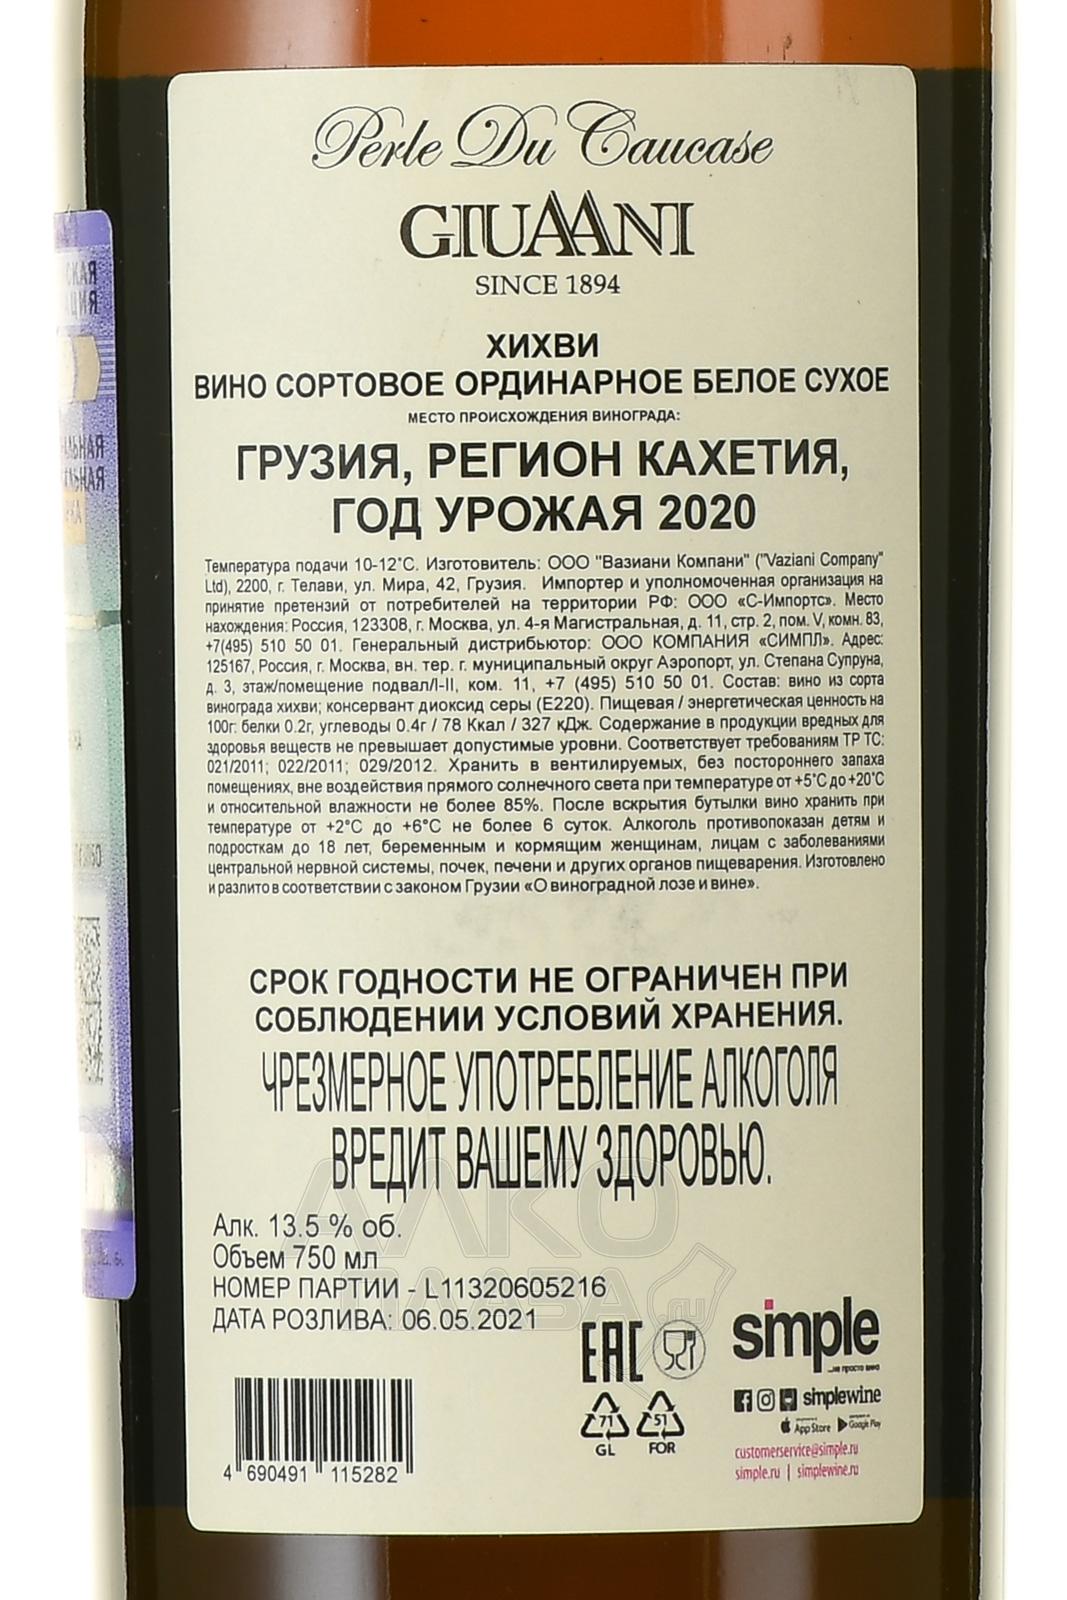 Perle Du Caucase
GIUAANI
SINCE 1894
ХИХВИ
ВИНО СОРТОВОЕ ОРДИНАРНОЕ БЕЛОЕ СУХОЕ
МЕСТО ПРОИСХОЖДЕНИЯ ВИНОГРАДА:
ГРУЗИЯ, РЕГИОН КАХЕТИЯ,
ГОД УРОЖАЯ 2020
Температура подачи 10-12°С. Изготовитель: ООО "Вазиани Компани" ("Vaziani Company"
Ltd), 2200, г. Телави, ул. Мира, 42, Грузия. Импортер и уполномоченная организация на
принятие претензий от потребителей на территории РФ: ООО «С-Импортс». Место
нахождения: Россия, 123308, г. Москва, ул. 4-я Магистральная, д. 11, стр. 2, пом. V, комн. 83,
+7(495) 510 50 01. Генеральный дистрибьютор: ООО КОМПАНИЯ «СИМПЛ». Адрес:
125167, Россия, г. Москва, вн. тер. г. муниципальный округ Аэропорт, ул. Степана Супруна,
д. 3, этаж/помещение подвал/I-II, ком. 11, +7 (495) 510 50 01. Состав: вино из сорта
винограда хихви; консервант диоксид серы (Е220). Пищевая / энергетическая ценность на
100г: белки 0.2г, углеводы 0.4г / 78 Ккал / 327 кДж. Содержание в продукции вредных для
здоровья веществ не превышает допустимые уровни. Соответствует требованиям ТР ТС:
021/2011; 022/2011; 029/2012. Хранить в вентилируемых, без постороннего запаха
помещениях, вне воздействия прямого солнечного света при температуре от +5°С до +20°С
и относительной влажности не более 85%. После вскрытия бутылки вино хранить при
температуре от +2°С до +6°С не более 6 суток. Алкоголь противопоказан детям и
подросткам до 18 лет, беременным и кормящим женщинам, лицам с заболеваниями
центральной нервной системы, почек, печени и других органов пищеварения. Изготовлено
и разлито в соответствии с законом Грузии «О виноградной лозе и вине».
СРОК ГОДНОСТИ НЕ ОГРАНИЧЕН ПРИ
СОБЛЮДЕНИИ УСЛОВИЙ ХРАНЕНИЯ.
ЧРЕЗМЕРНОЕ УПОТРЕБЛЕНИЕ АЛКОГОЛЯ
ВРЕДИТ ВАШЕМУ ЗДОРОВЬЮ.
Алк. 13.5 % об.
Объем 750 мл
НОМЕР ПАРТИИ - L11320605216
ДАТА РОЗЛИВА: 06.05.2021
EAC
simple
...не просто вино
simplewine
App Store Google Play
71 51
GL FOR
customerservice@simple.ru
simple.ru | simplewine.ru
4 690491 115282
АЛКО
ПЛАВА.ru